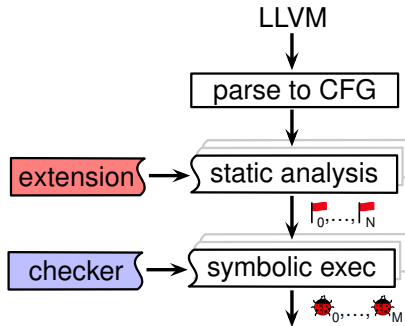 LLVM
parse to CFG
extension
static analysis
0,...,N
checker
symbolic exec
0,...,M